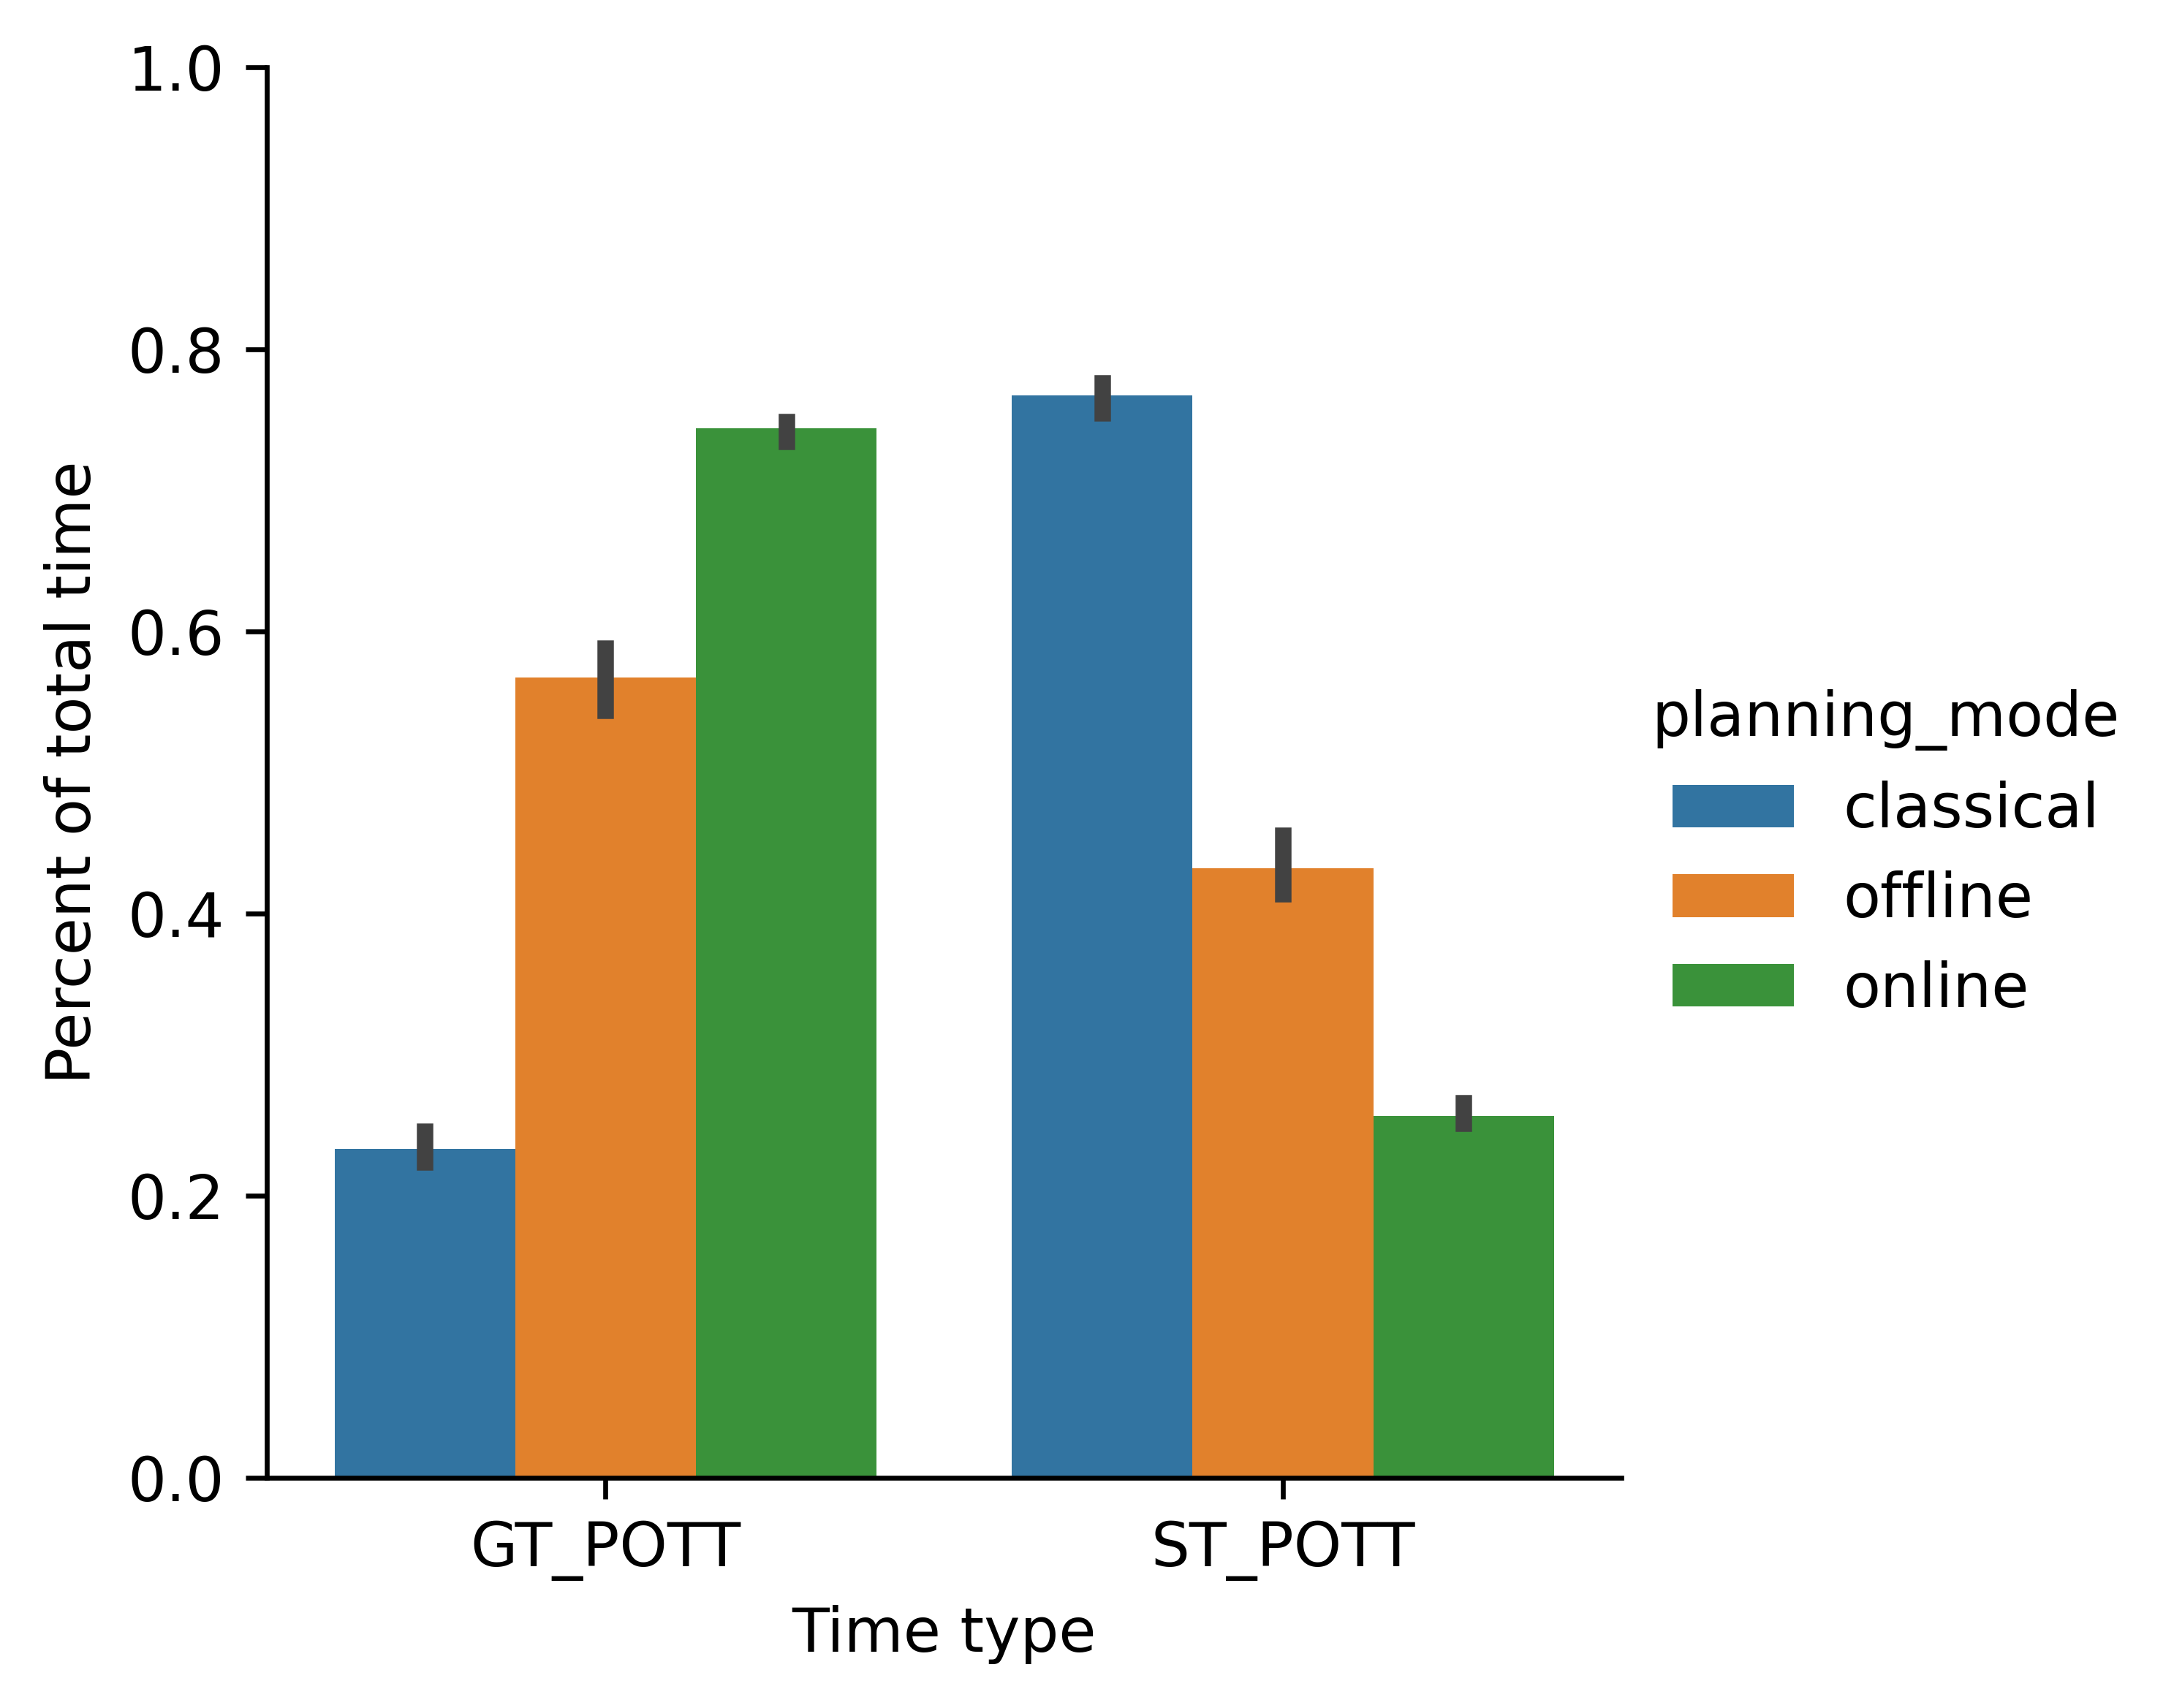 1.0
0.8
0.6
0.4
0.2
0.0
Percent of total time
GT_POTT
ST_POTT
Time type
planning_mode
classical
offline
online